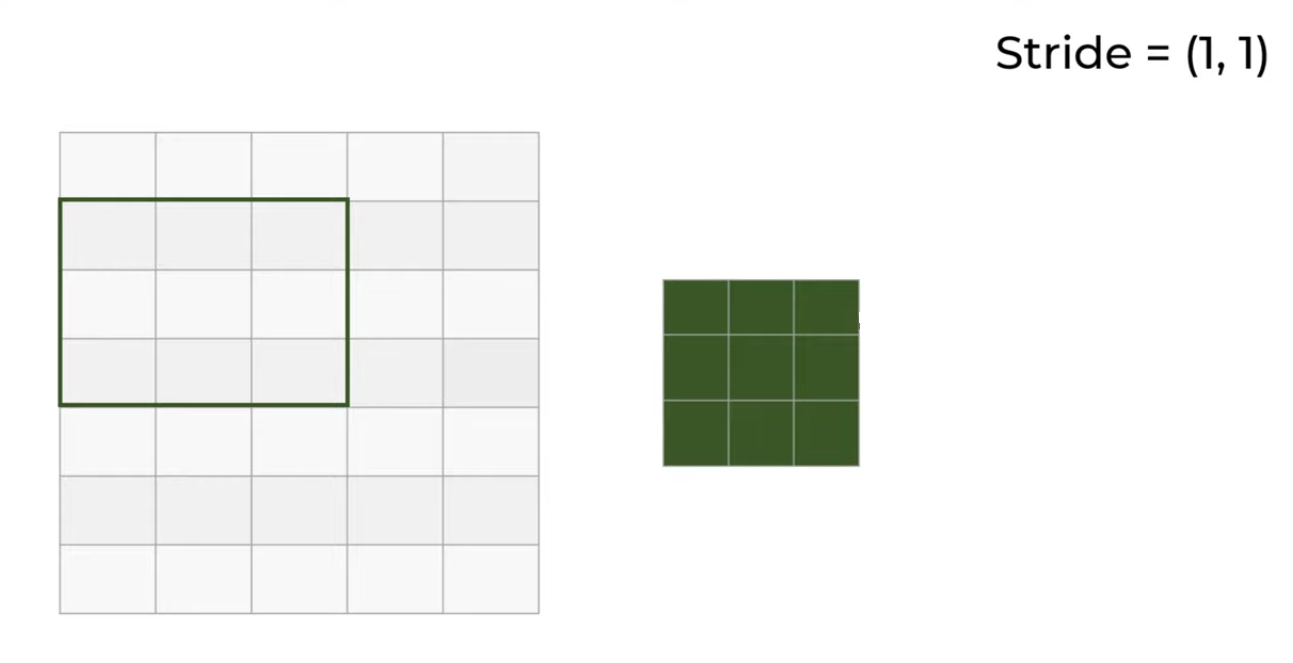 Stride = (1, 1)